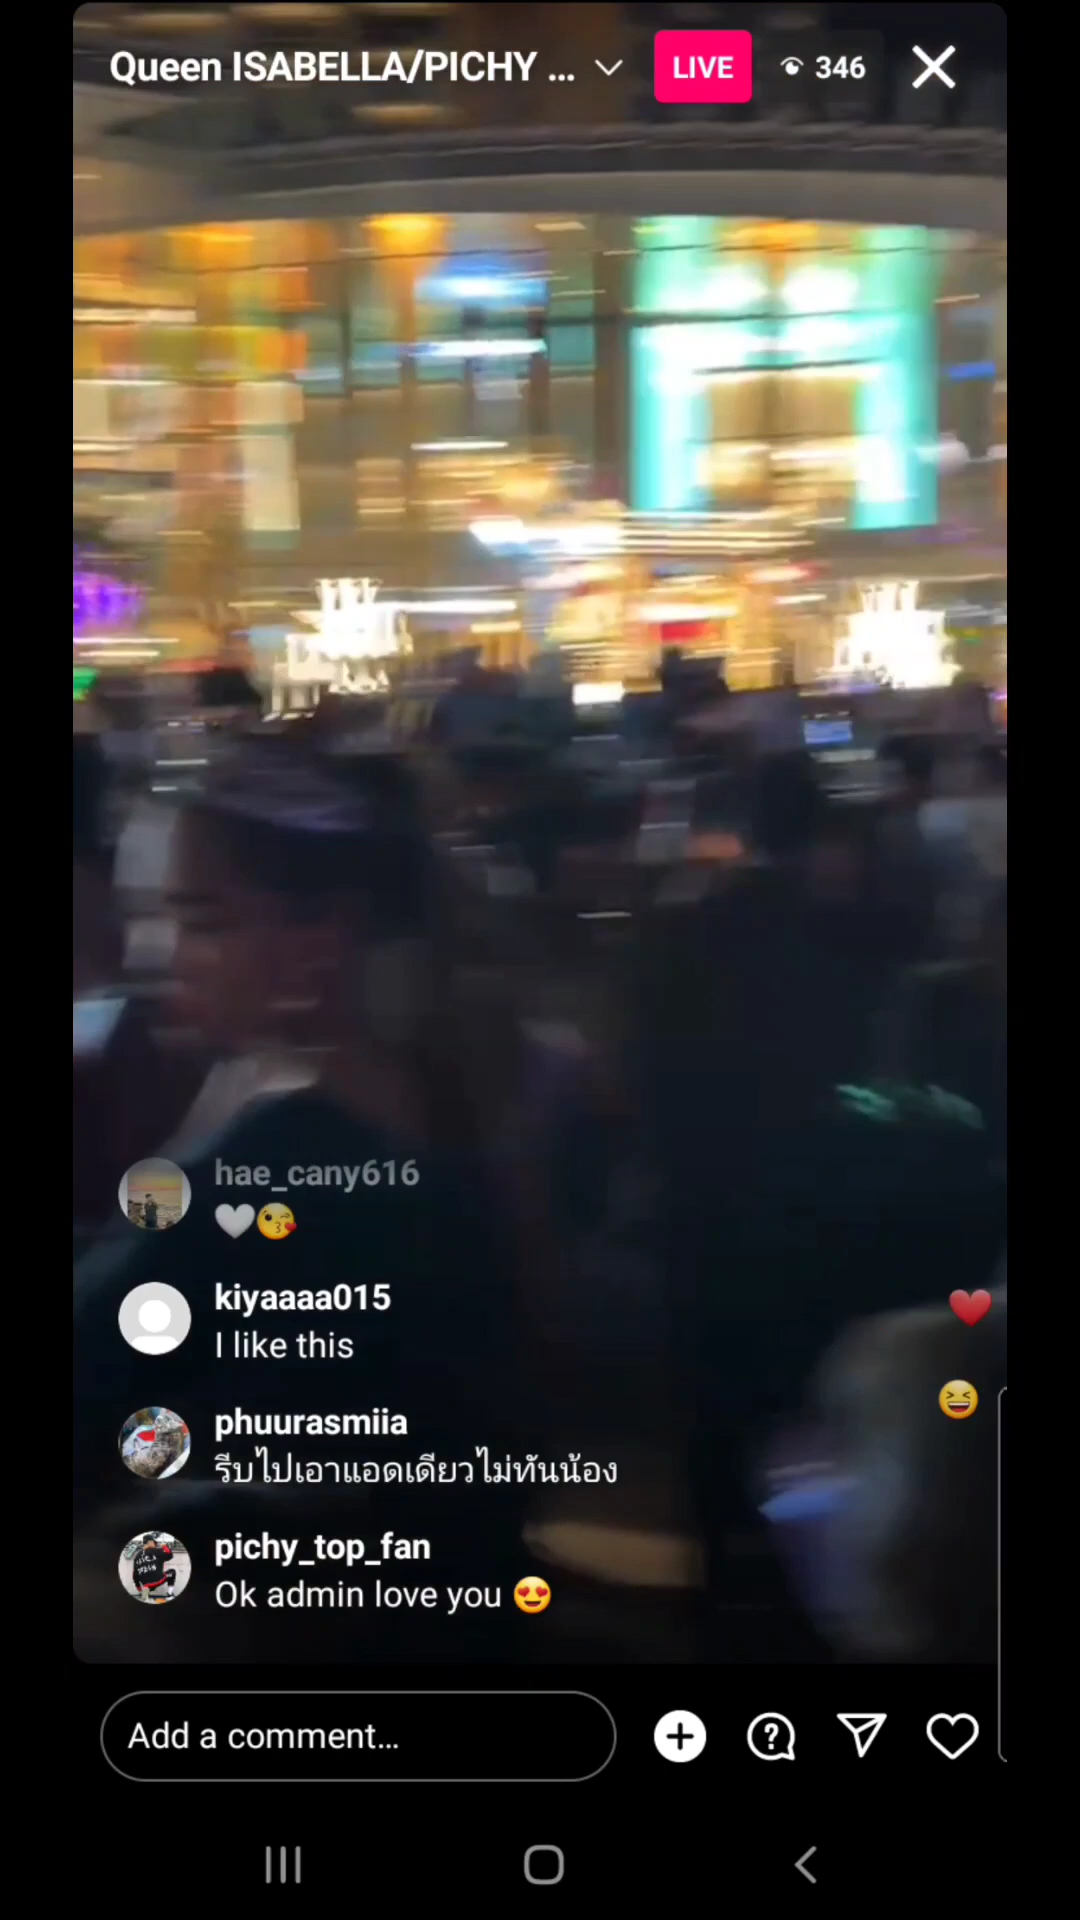 Queen ISABELLA/PICHY ...
LIVE
346
hae_cany616
🤍😘
kiyaaaa015
I like this
phuurasmiia
รีบไปเอาแอดเดียวไม่ทันน้อง
pichy_top_fan
Ok admin love you 😍
Add a comment...